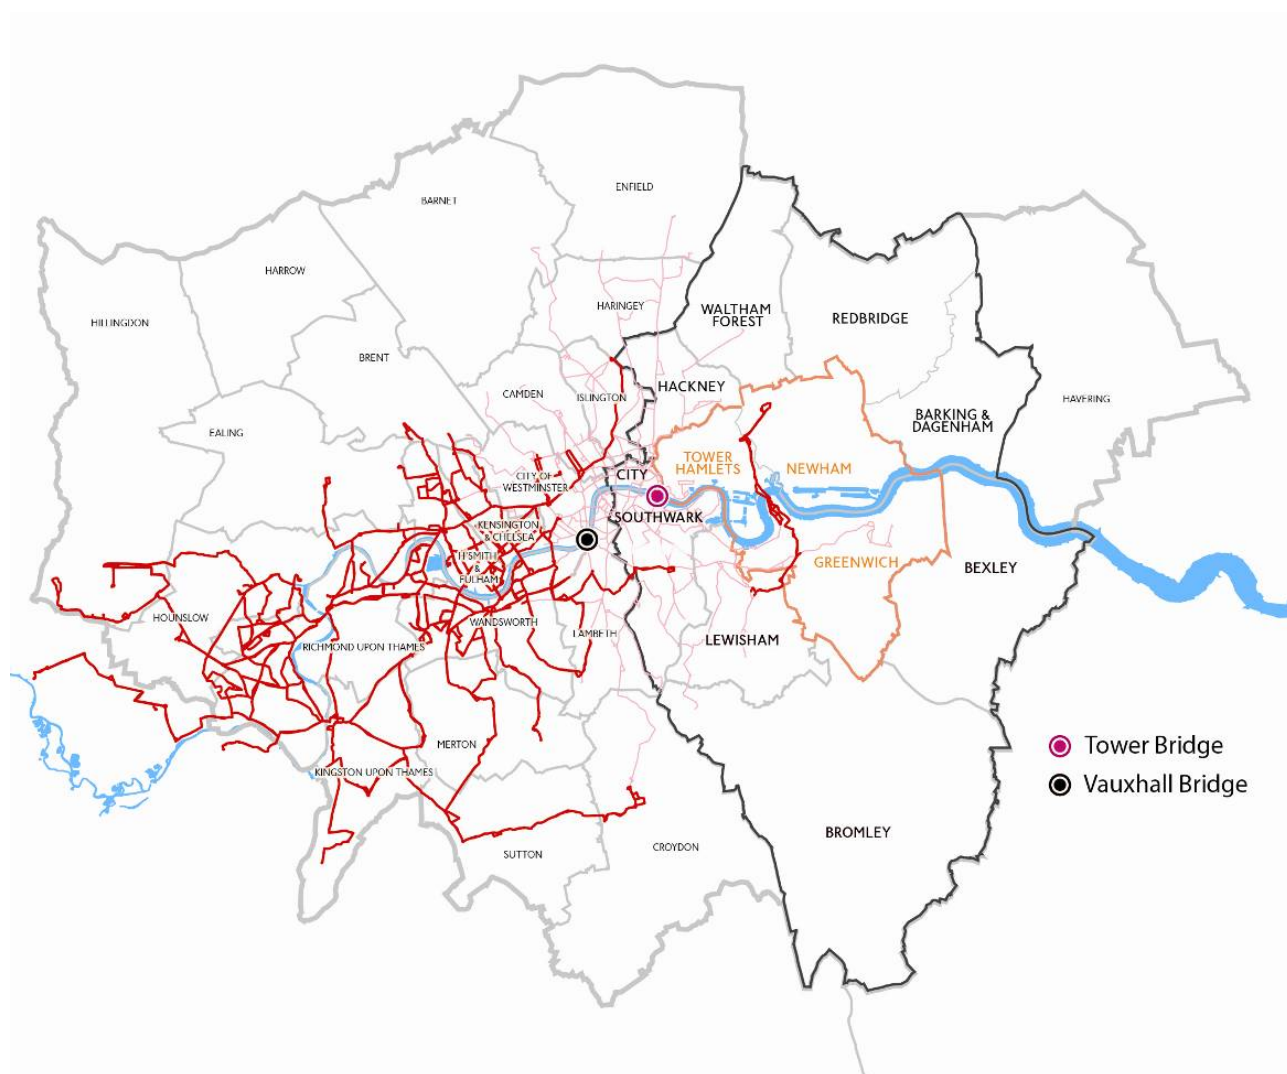 ENFIELD
BARNET
HARROW
HARINGEY
WALTHAM
FOREST
REDBRIDGE
HILLINGDON
BRENT
HACKNEY
CAMDEN
ISLINGTON
HAVERING
BARKING &
DAGENHAM
EALING
TOWER
HAMLETS
NEWHAM
CITY
CITY OF
WESTMINSTER
SOUTHWARK
KENSINGTON
& CHELSEA
H'SMITH
&
FULHAM
GREENWICH
BEXLEY
HOUNSLOW
WANDSWORTH
LAMBETH
LEWISHAM
RICHMOND UPON THAMES
MERTON
KINGSTON UPON THAMES
Tower Bridge
Vauxhall Bridge
BROMLEY
CROYDON
SUTTON